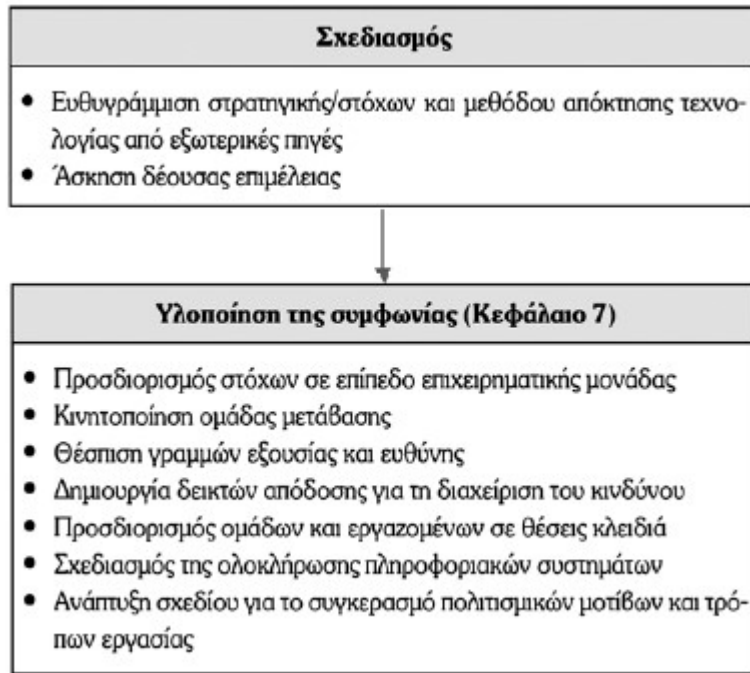 Σχεδιασμός
• Ευθυγράμμιση στρατηγικής/στόχων και μεθόδου απόκτησης τεχνο-
λογίας από εξωτερικές πηγές
• Άσκηση δέουσας επιμέλειας
Υλοποίηση της συμφωνίας (Κεφάλαιο 7)
• Προσδιορισμός στόχων σε επίπεδο επιχειρηματικής μονάδας
• Κινητοποίηση ομάδας μετάβασης
• Θέσπιση γραμμών εξουσίας και ευθύνης
• Δημιουργία δεικτών απόδοσης για τη διαχείριση του κινδύνου
• Προσδιορισμός ομάδων και εργαζομένων σε θέσεις κλειδιά
• Σχεδιασμός της ολοκλήρωσης πληροφοριακών συστημάτων
• Ανάπτυξη σχεδίου για το συγκερασμό πολιτισμικών μοτίβων και τρό-
πων εργασίας